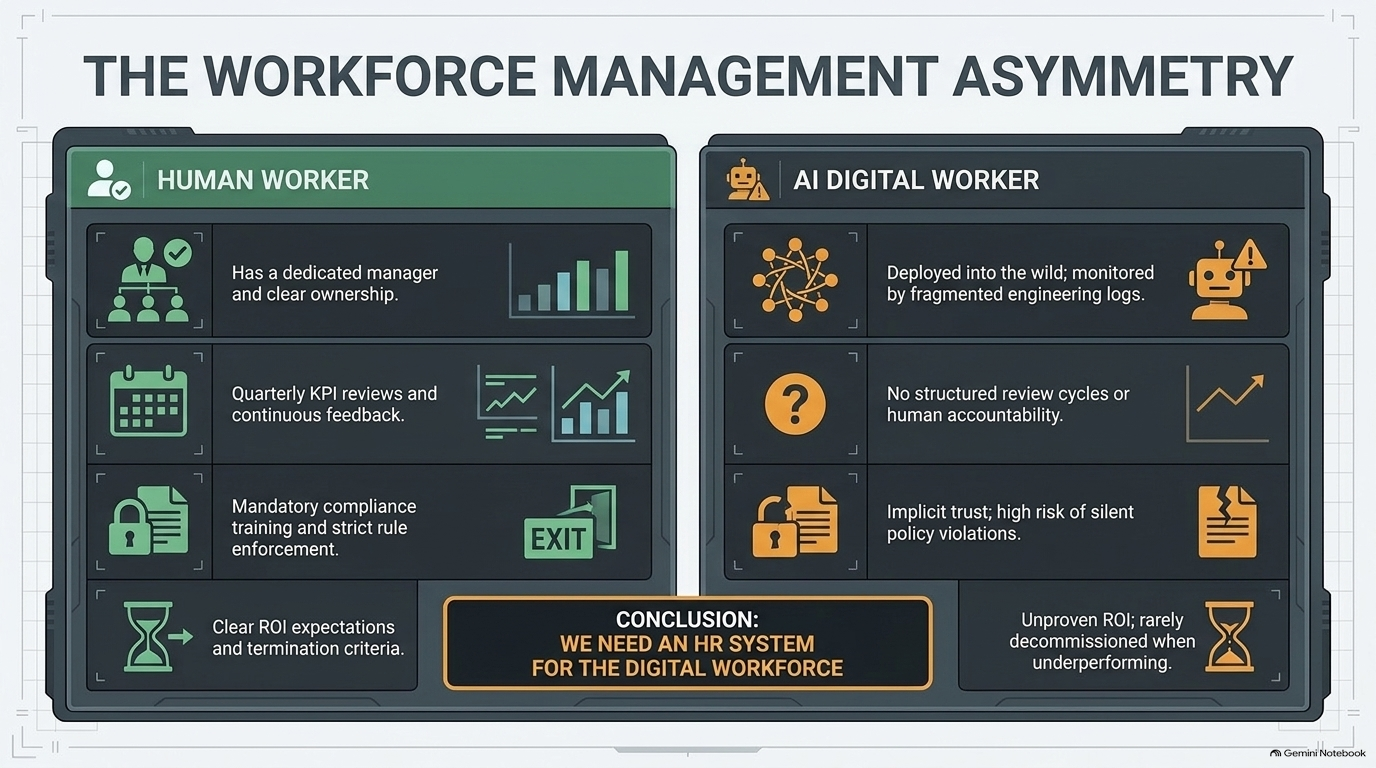 THE WORKFORCE MANAGEMENT ASYMMETRY
HUMAN WORKER
Has a dedicated manager
and clear ownership.
Quarterly KPI reviews and
continuous feedback.
Mandatory compliance
training and strict rule
enforcement.
EXIT
Clear ROI expectations
and termination criteria.
AI DIGITAL WORKER
Deployed into the wild; monitored
by fragmented engineering logs.
?
No structured review cycles or
human accountability.
Implicit trust; high risk of silent
policy violations.
Unproven ROI; rarely
decommissioned when
underperforming.
CONCLUSION:
WE NEED AN HR SYSTEM
FOR THE DIGITAL WORKFORCE
Gemini Notebook